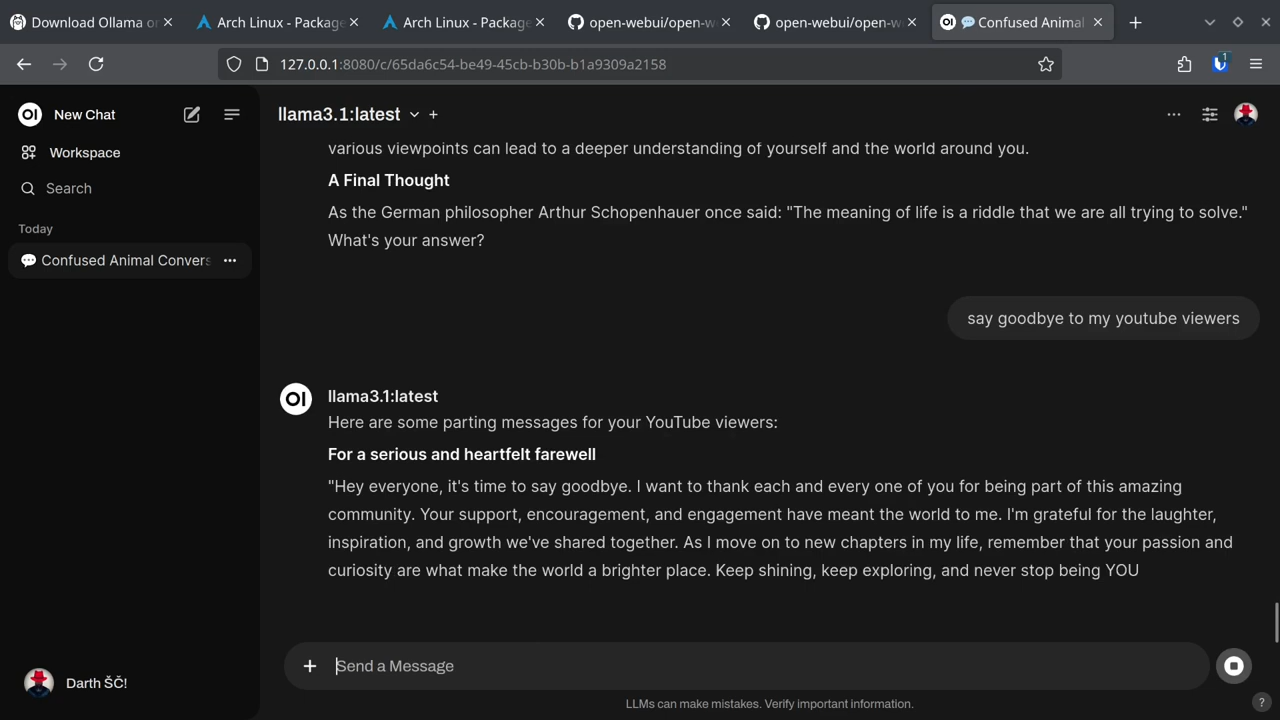 Download Ollama or
Arch Linux - Package
Arch Linux - Package
open-webui/open-w
open-webui/open-w
OI 💬 Confused Animal
127.0.0.1:8080/c/65da6c54-be49-45cb-b30b-b1a9309a2158
1
OI New Chat
llama3.1:latest
Workspace
Search
Today
💬 Confused Animal Convers
various viewpoints can lead to a deeper understanding of yourself and the world around you.
A Final Thought
As the German philosopher Arthur Schopenhauer once said: "The meaning of life is a riddle that we are all trying to solve."
What's your answer?
say goodbye to my youtube viewers
OI llama3.1:latest
Here are some parting messages for your YouTube viewers:
For a serious and heartfelt farewell
"Hey everyone, it's time to say goodbye. I want to thank each and every one of you for being part of this amazing
community. Your support, encouragement, and engagement have meant the world to me. I'm grateful for the laughter,
inspiration, and growth we've shared together. As I move on to new chapters in my life, remember that your passion and
curiosity are what make the world a brighter place. Keep shining, keep exploring, and never stop being YOU
Send a Message
Darth ŠČ!
LLMs can make mistakes. Verify important information.
?